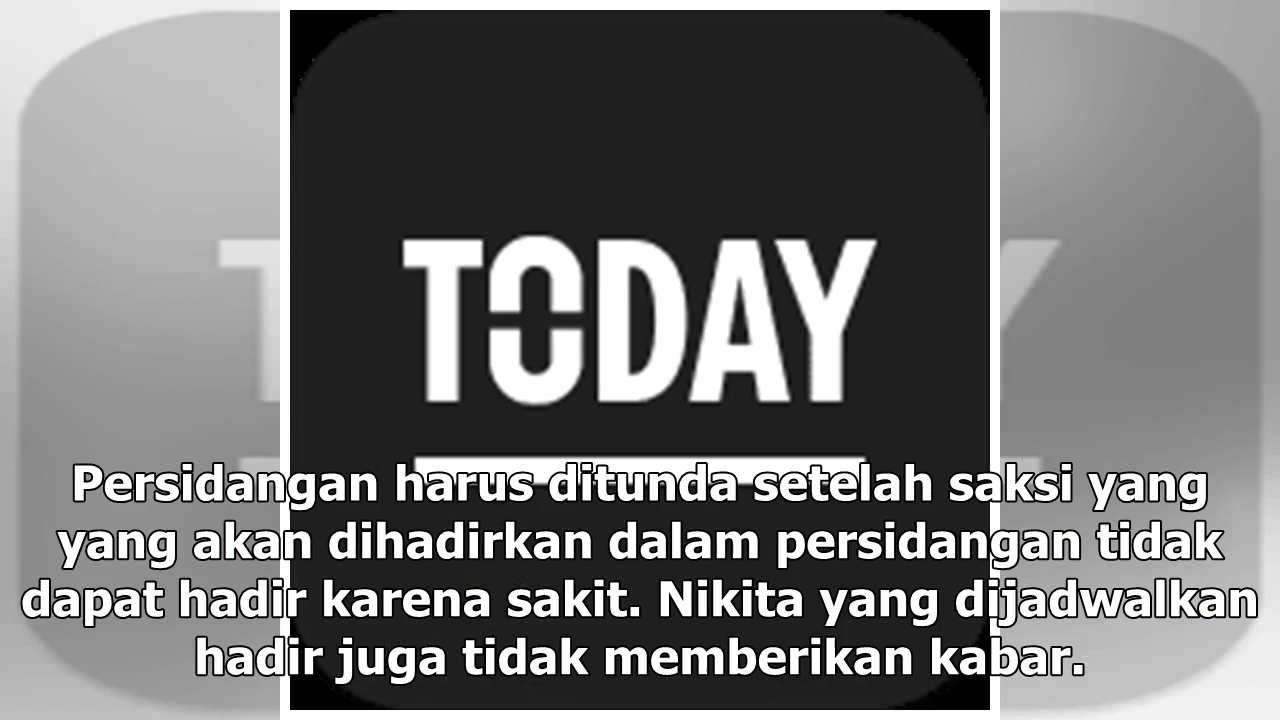 TODAY
Persidangan harus ditunda setelah saksi yang
yang akan dihadirkan dalam persidangan tidak
dapat hadir karena sakit. Nikita yang dijadwalkan
hadir juga tidak memberikan kabar.